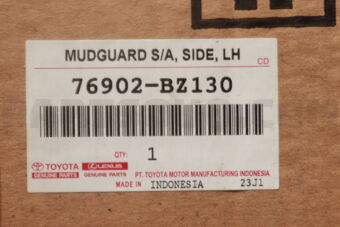 MUDGUARD S/A, SIDE, LH
CD
76902-BZ130
QTY: 1
TOYOTA LEXUS
GENUINE PARTS GENUINE PARTS PT. TOYOTA MOTOR MANUFACTURING INDONESIA
MADE IN INDONESIA 23J1